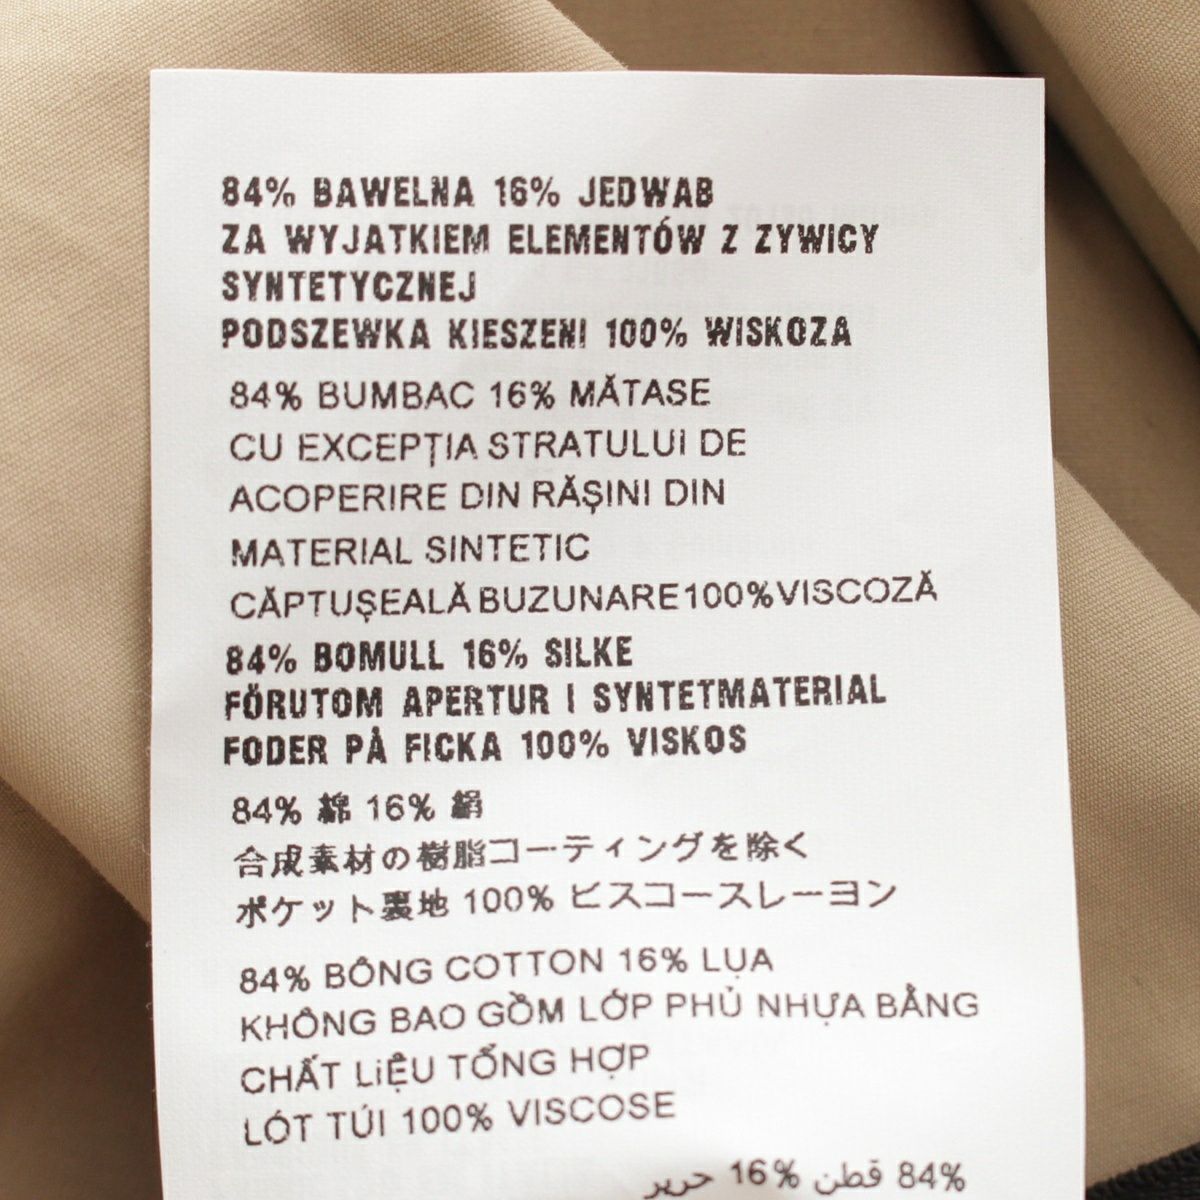 84% BAWELNA 16% JEDWAB
ZA WYJATKIEM ELEMENTÓW Z ZYWICY
SYNTETYCZNEJ
PODSZEWKA KIESZENI 100% WISKOZA
84% BUMBAC 16% MĂTASE
CU EXCEPȚIA STRATULUI DE
ACOPERIRE DIN RĂȘINI DIN
MATERIAL SINTETIC
CĂPTUȘEALĂ BUZUNARE 100% VISCOZĂ
84% BOMULL 16% SILKE
FÖRUTOM APERTUR I SYNTETMATERIAL
FODER PÅ FICKA 100% VISKOS
84% 綿 16% 絹
合成素材の樹脂コーティングを除く
ポケット裏地 100% ビスコースレーヨン
84% BÔNG COTTON 16% LỤA
KHÔNG BAO GỒM LỚP PHỦ NHỰA BẰNG
CHẤT LiỆU TỔNG HỢP
LÓT TÚI 100% VISCOSE
84% قطن 16% حرير